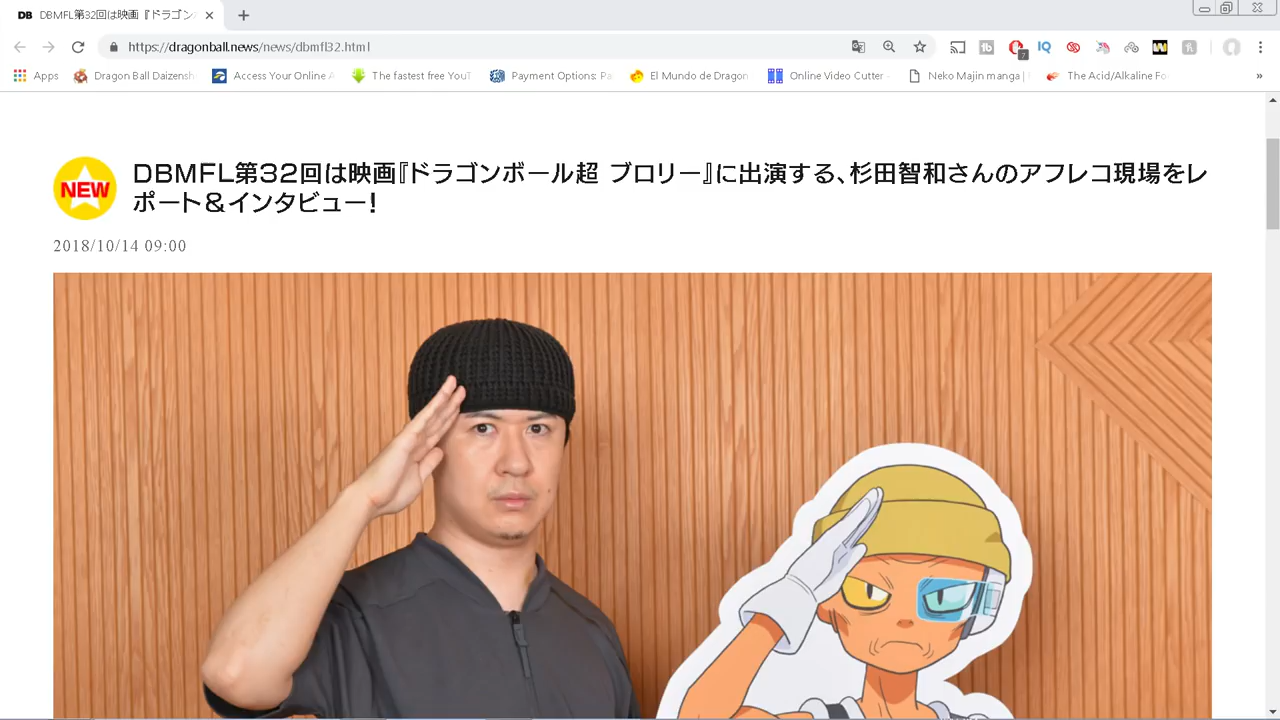 DB DBMFL第32回は映画『ドラゴン
https://dragonball.news/news/dbmfl32.html
7 IQ
Apps Dragon Ball Daizensh Access Your Online A The fastest free YouT Payment Options: Pa El Mundo de Dragon Online Video Cutter - Neko Majin manga | The Acid/Alkaline Fo »
NEW
DBMFL第32回は映画『ドラゴンボール超 ブロリー』に出演する、杉田智和さんのアフレコ現場をレ
ポート＆インタビュー!
2018/10/14 09:00